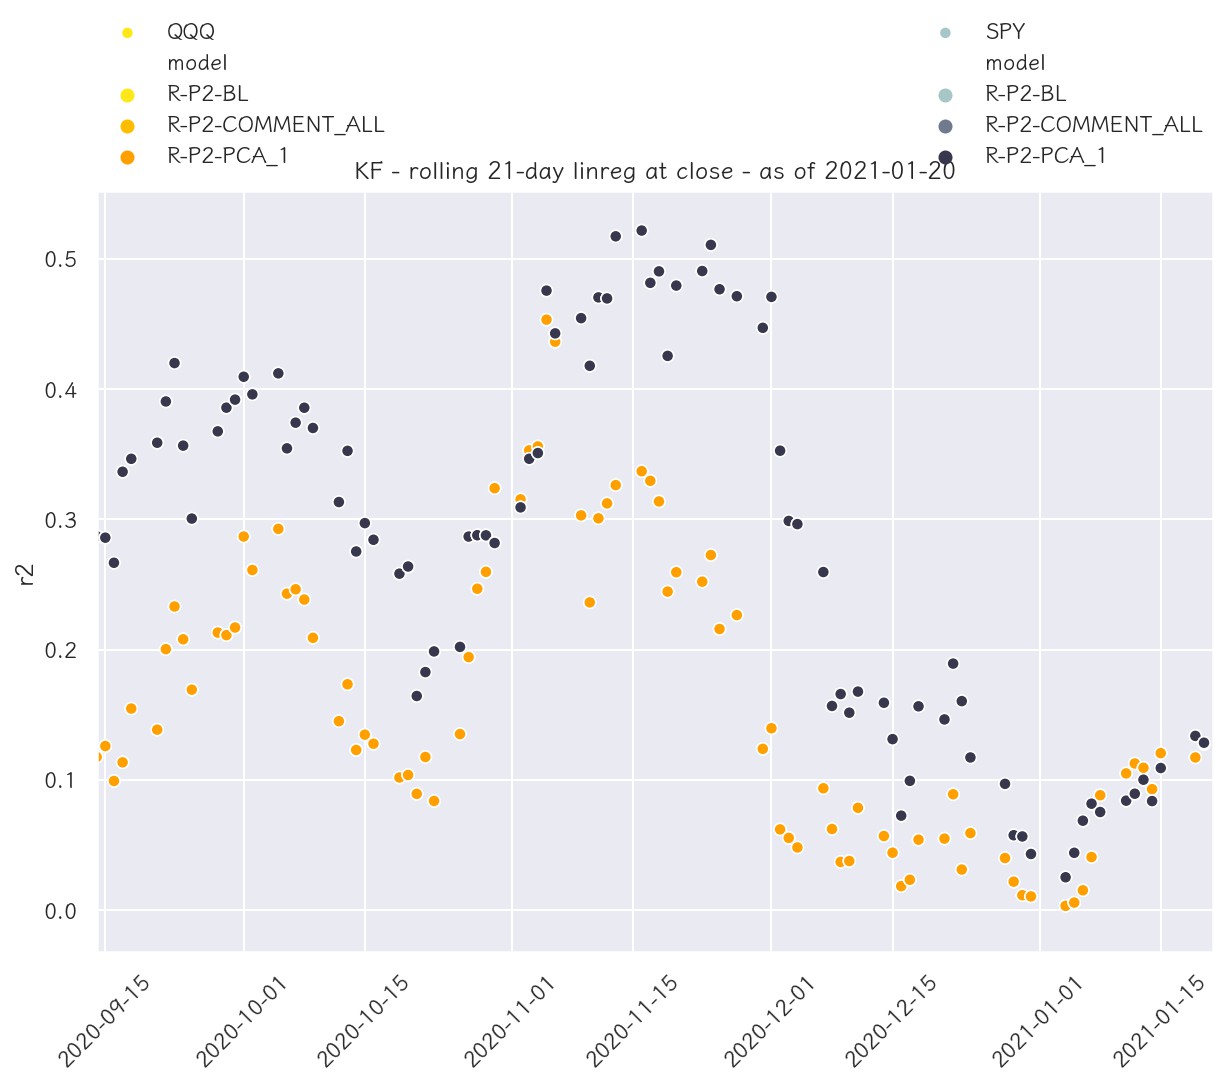 QQQ
model
R-P2-BL
R-P2-COMMENT_ALL
R-P2-PCA_1
SPY
model
R-P2-BL
R-P2-COMMENT_ALL
R-P2-PCA_1
KF - rolling 21-day linreg at close - as of 2021-01-20
r2
0.5
0.4
0.3
0.2
0.1
0.0
2020-09-15
2020-10-01
2020-10-15
2020-11-01
2020-11-15
2020-12-01
2020-12-15
2021-01-01
2021-01-15